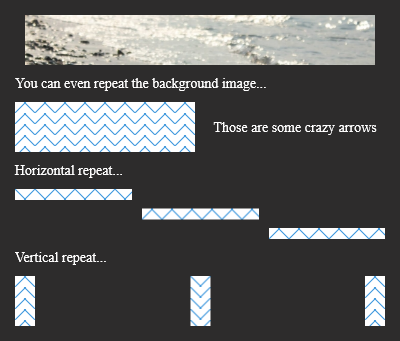 You can even repeat the background image...
Those are some crazy arrows
Horizontal repeat...
Vertical repeat...